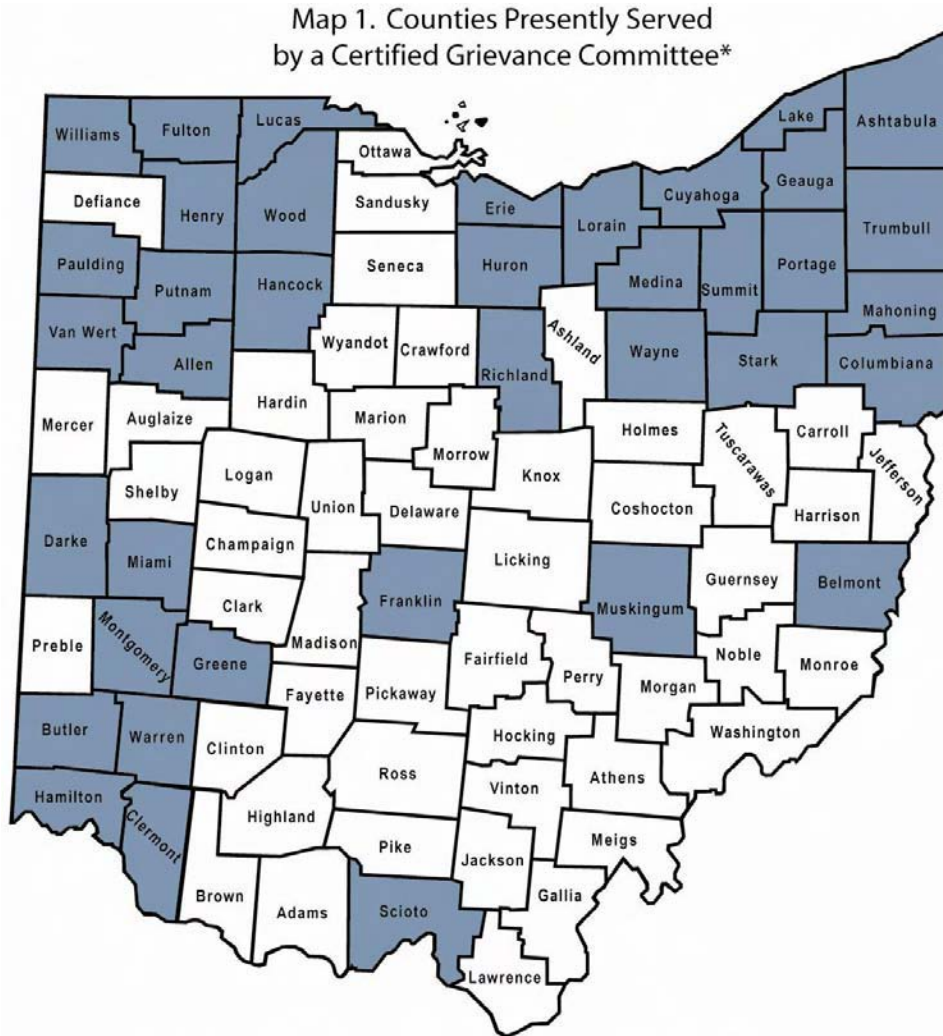 Map 1. Counties Presently Served
by a Certified Grievance Committee*
Williams
Fulton
Lucas
Ottawa
Lake
Ashtabula
Defiance
Henry
Wood
Sandusky
Erie
Lorain
Cuyahoga
Geauga
Trumbull
Paulding
Putnam
Hancock
Seneca
Huron
Medina
Summit
Portage
Mahoning
Van Wert
Allen
Wyandot
Crawford
Richland
Ashland
Wayne
Stark
Columbiana
Mercer
Auglaize
Hardin
Marion
Morrow
Holmes
Tuscarawas
Carroll
Jefferson
Shelby
Logan
Union
Delaware
Knox
Coshocton
Harrison
Darke
Miami
Champaign
Licking
Clark
Franklin
Muskingum
Guernsey
Belmont
Preble
Montgomery
Greene
Madison
Fairfield
Perry
Noble
Monroe
Fayette
Pickaway
Morgan
Butler
Warren
Clinton
Hocking
Washington
Ross
Vinton
Athens
Hamilton
Clermont
Highland
Pike
Jackson
Meigs
Brown
Adams
Scioto
Gallia
Lawrence